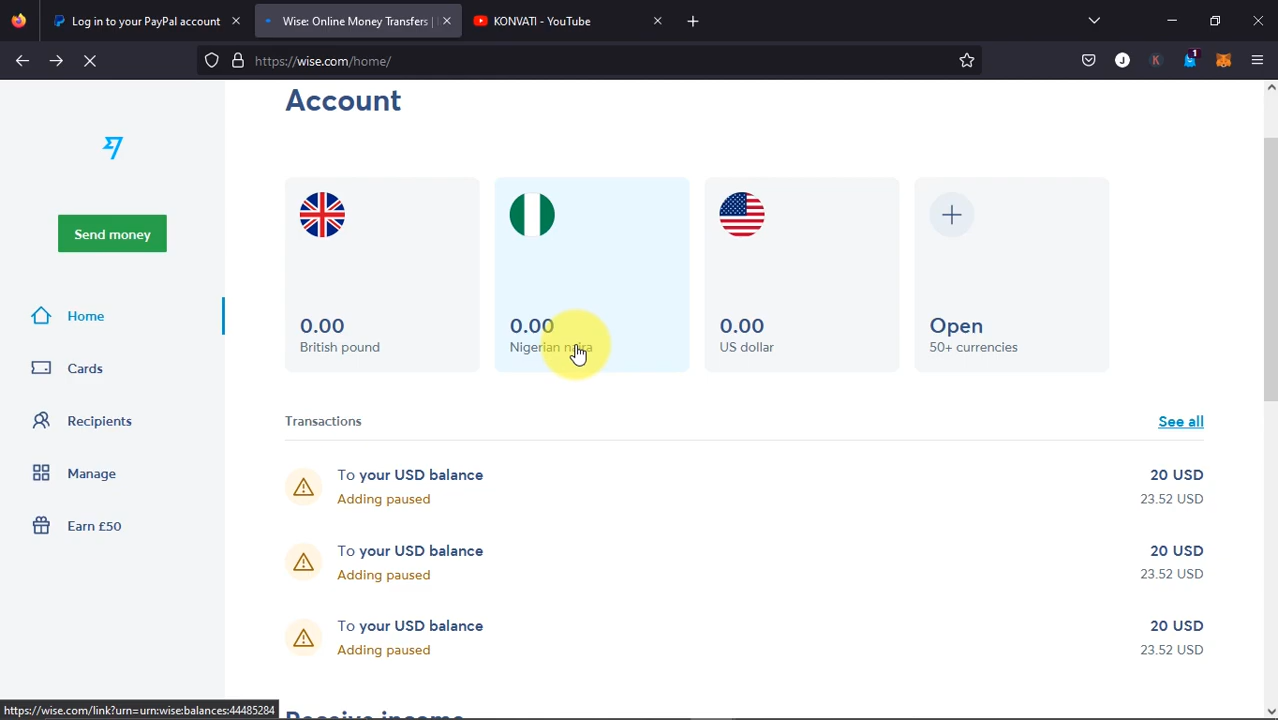 Log in to your PayPal account
Wise: Online Money Transfers |
KONVATI - YouTube
https://wise.com/home/
J
K
1
Account
Send money
0.00
British pound
0.00
Nigerian naira
0.00
US dollar
Open
50+ currencies
Home
Cards
Recipients
Manage
Earn £50
Transactions
See all
To your USD balance
20 USD
Adding paused
23.52 USD
To your USD balance
20 USD
Adding paused
23.52 USD
To your USD balance
20 USD
Adding paused
23.52 USD
https://wise.com/link?urn=urn:wise:balances:44485284
Receive income